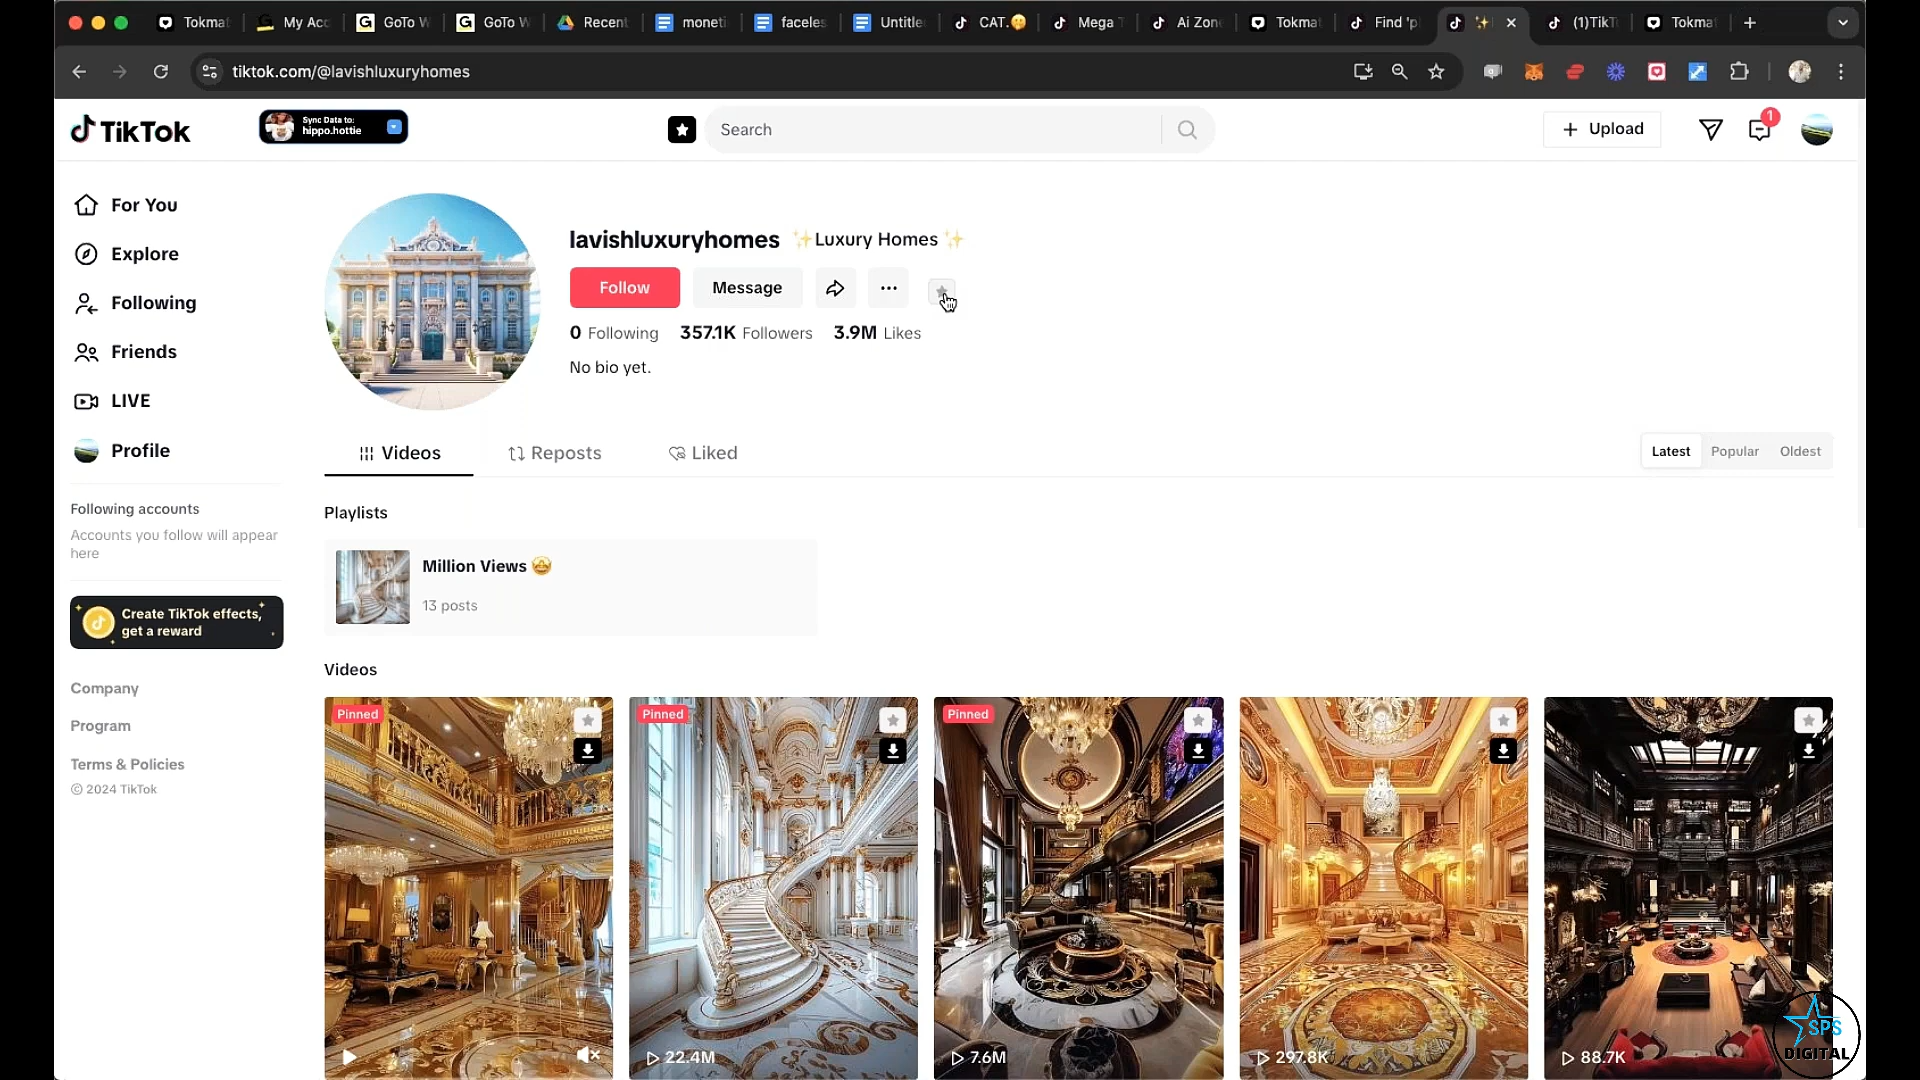 Tokmat
My Acc
GoTo W
GoTo W
Recent
moneti
faceles
Untitle
CAT.
Mega T
Ai Zon
Tokmat
Find 'p
(1)TikT
Tokmat
tiktok.com/@lavishluxuryhomes
TikTok
Sync Data to:
hippo.hottie
Search
Upload
1
For You
Explore
Following
Friends
LIVE
Profile
Following accounts
Accounts you follow will appear
here
Create TikTok effects,
get a reward
Company
Program
Terms & Policies
© 2024 TikTok
lavishluxuryhomes ✨Luxury Homes✨
Follow
Message
0 Following 357.1K Followers 3.9M Likes
No bio yet.
Videos
Reposts
Liked
Latest
Popular
Oldest
Playlists
Million Views 🤩
13 posts
Videos
Pinned
Pinned
Pinned
22.4M
7.6M
297.8K
88.7K
SPS
DIGITAL